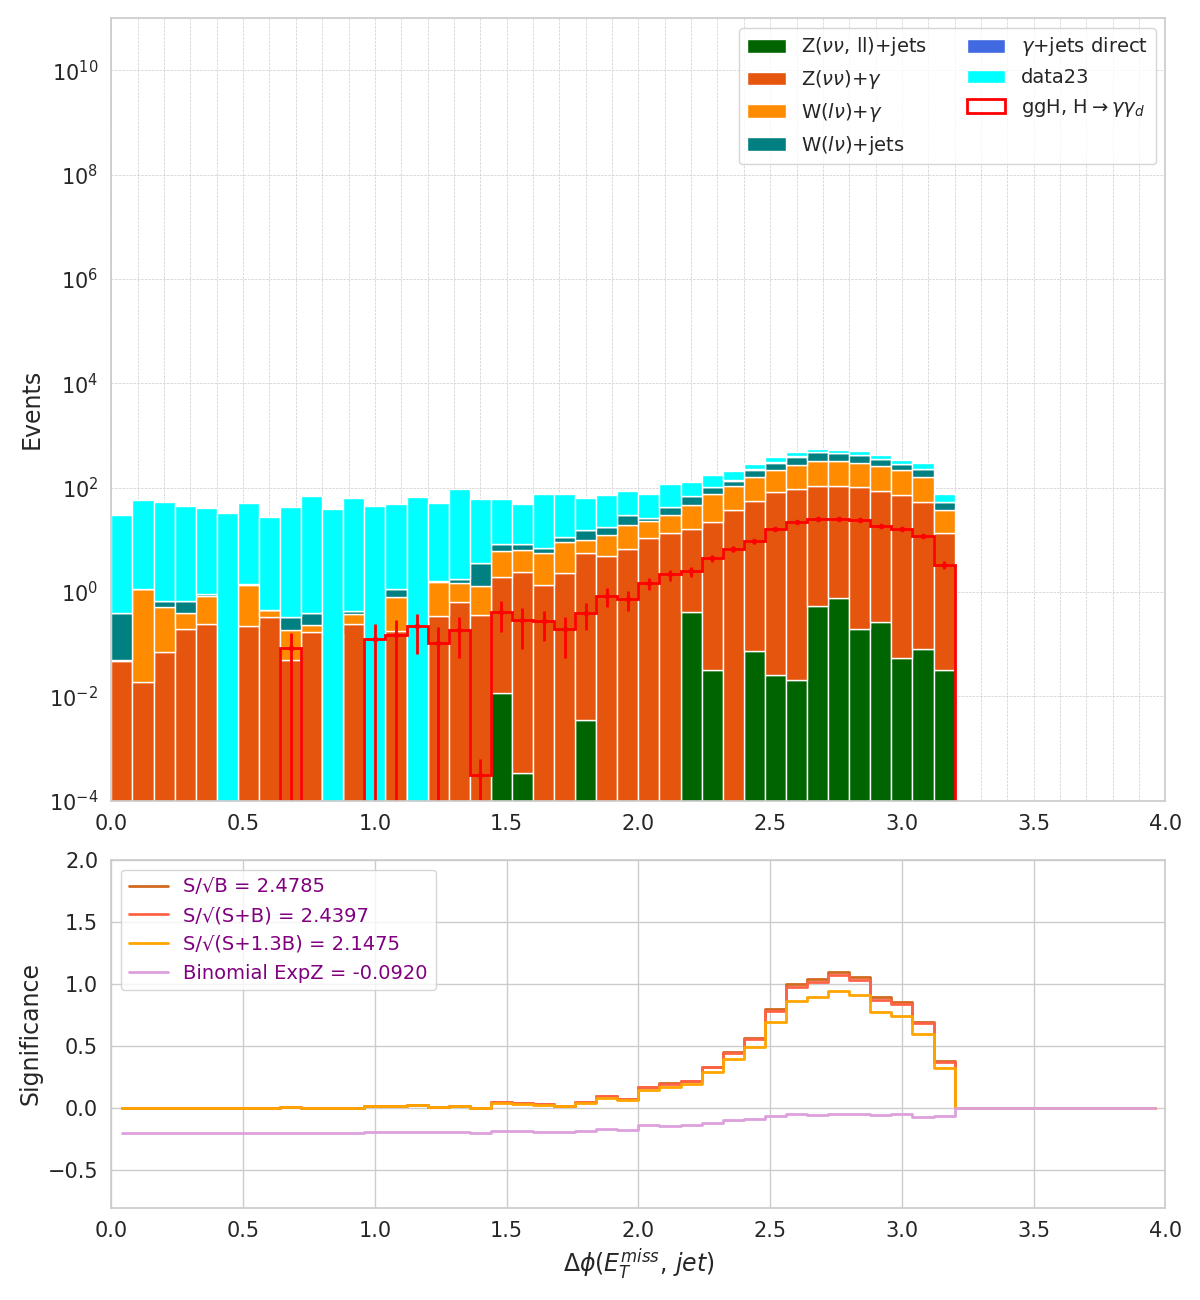 Z(νν, ll)+jets
Z(νν)+γ
W(lν)+γ
W(lν)+jets
γ+jets direct
data23
ggH, H→γγ_d
Events
10^10
10^8
10^6
10^4
10^2
10^0
10^−2
10^−4
0.0 0.5 1.0 1.5 2.0 2.5 3.0 3.5 4.0
S/√B = 2.4785
S/√(S+B) = 2.4397
S/√(S+1.3B) = 2.1475
Binomial ExpZ = -0.0920
Significance
2.0
1.5
1.0
0.5
0.0
−0.5
0.0 0.5 1.0 1.5 2.0 2.5 3.0 3.5 4.0
Δϕ(E_T^miss, jet)